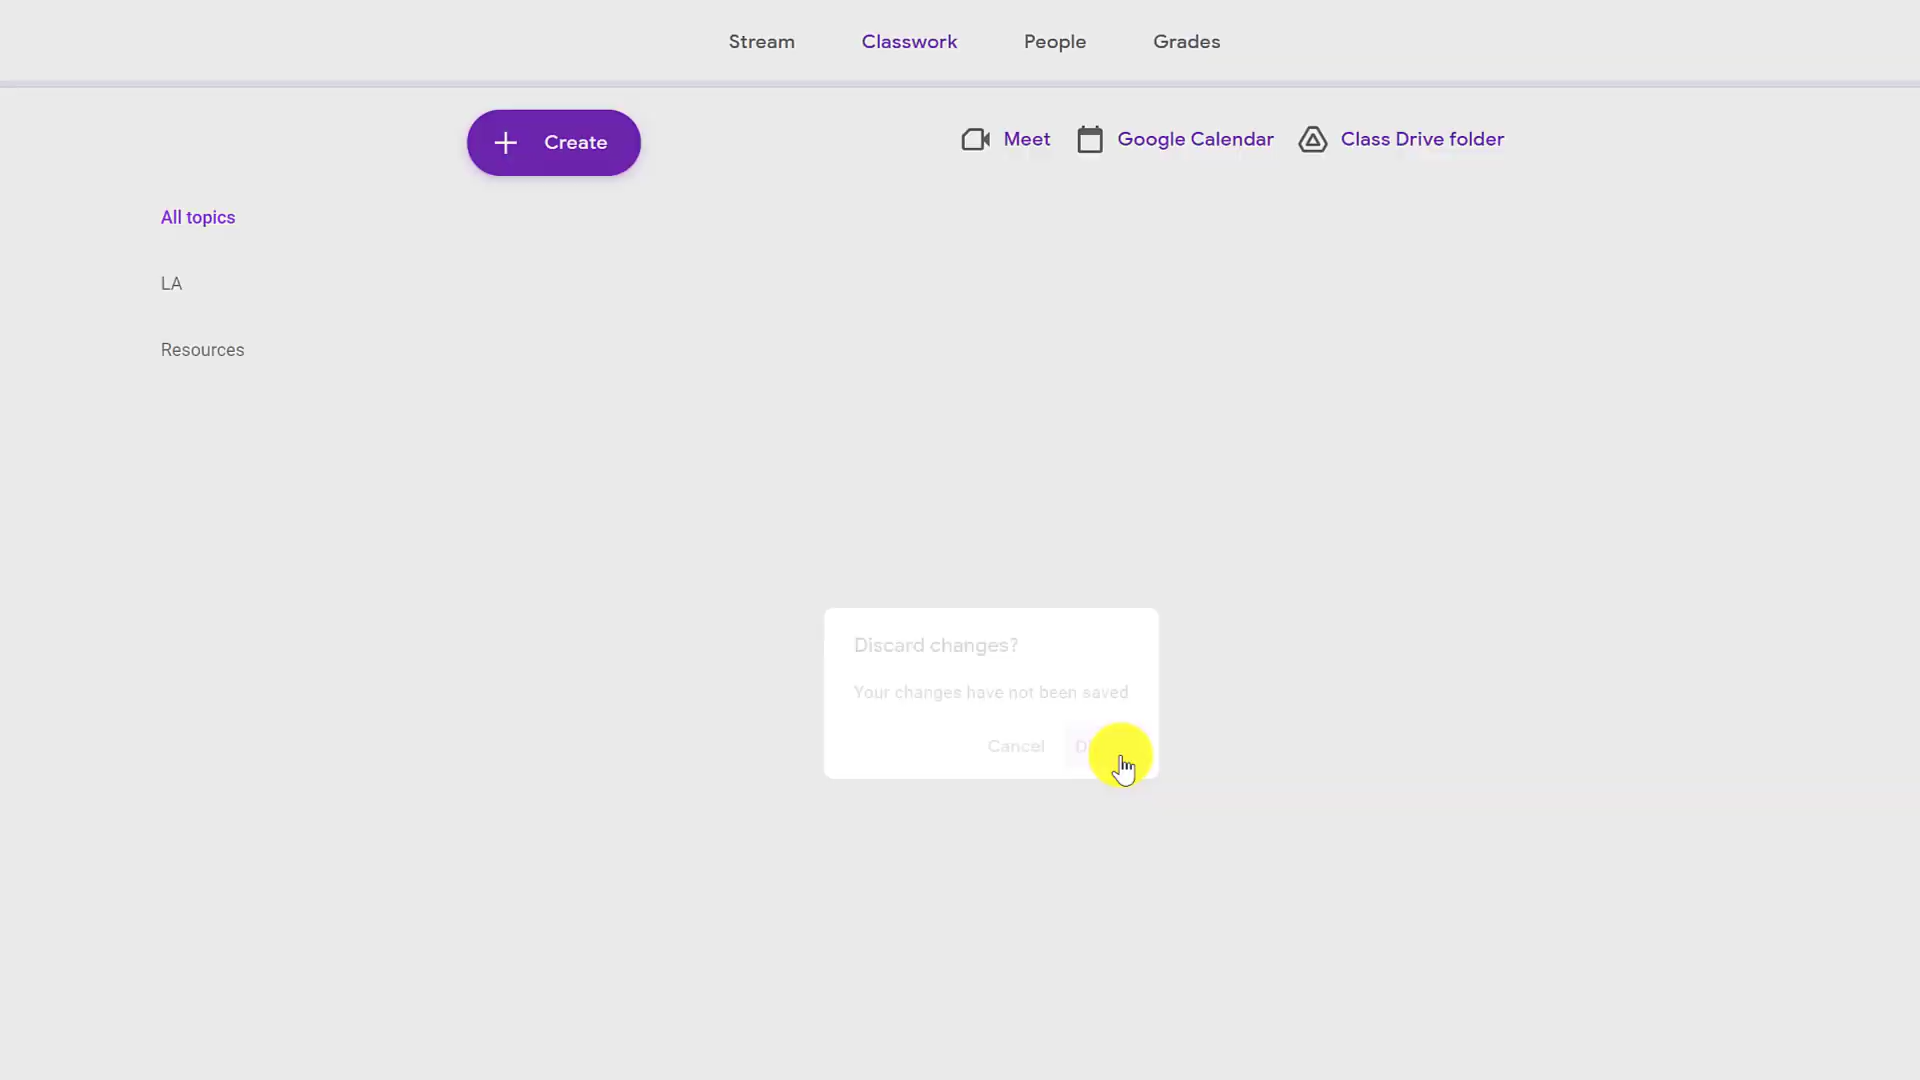 Stream Classwork People Grades
Create
Meet Google Calendar Class Drive folder
All topics
LA
Resources
Discard changes?
Your changes have not been saved
Cancel